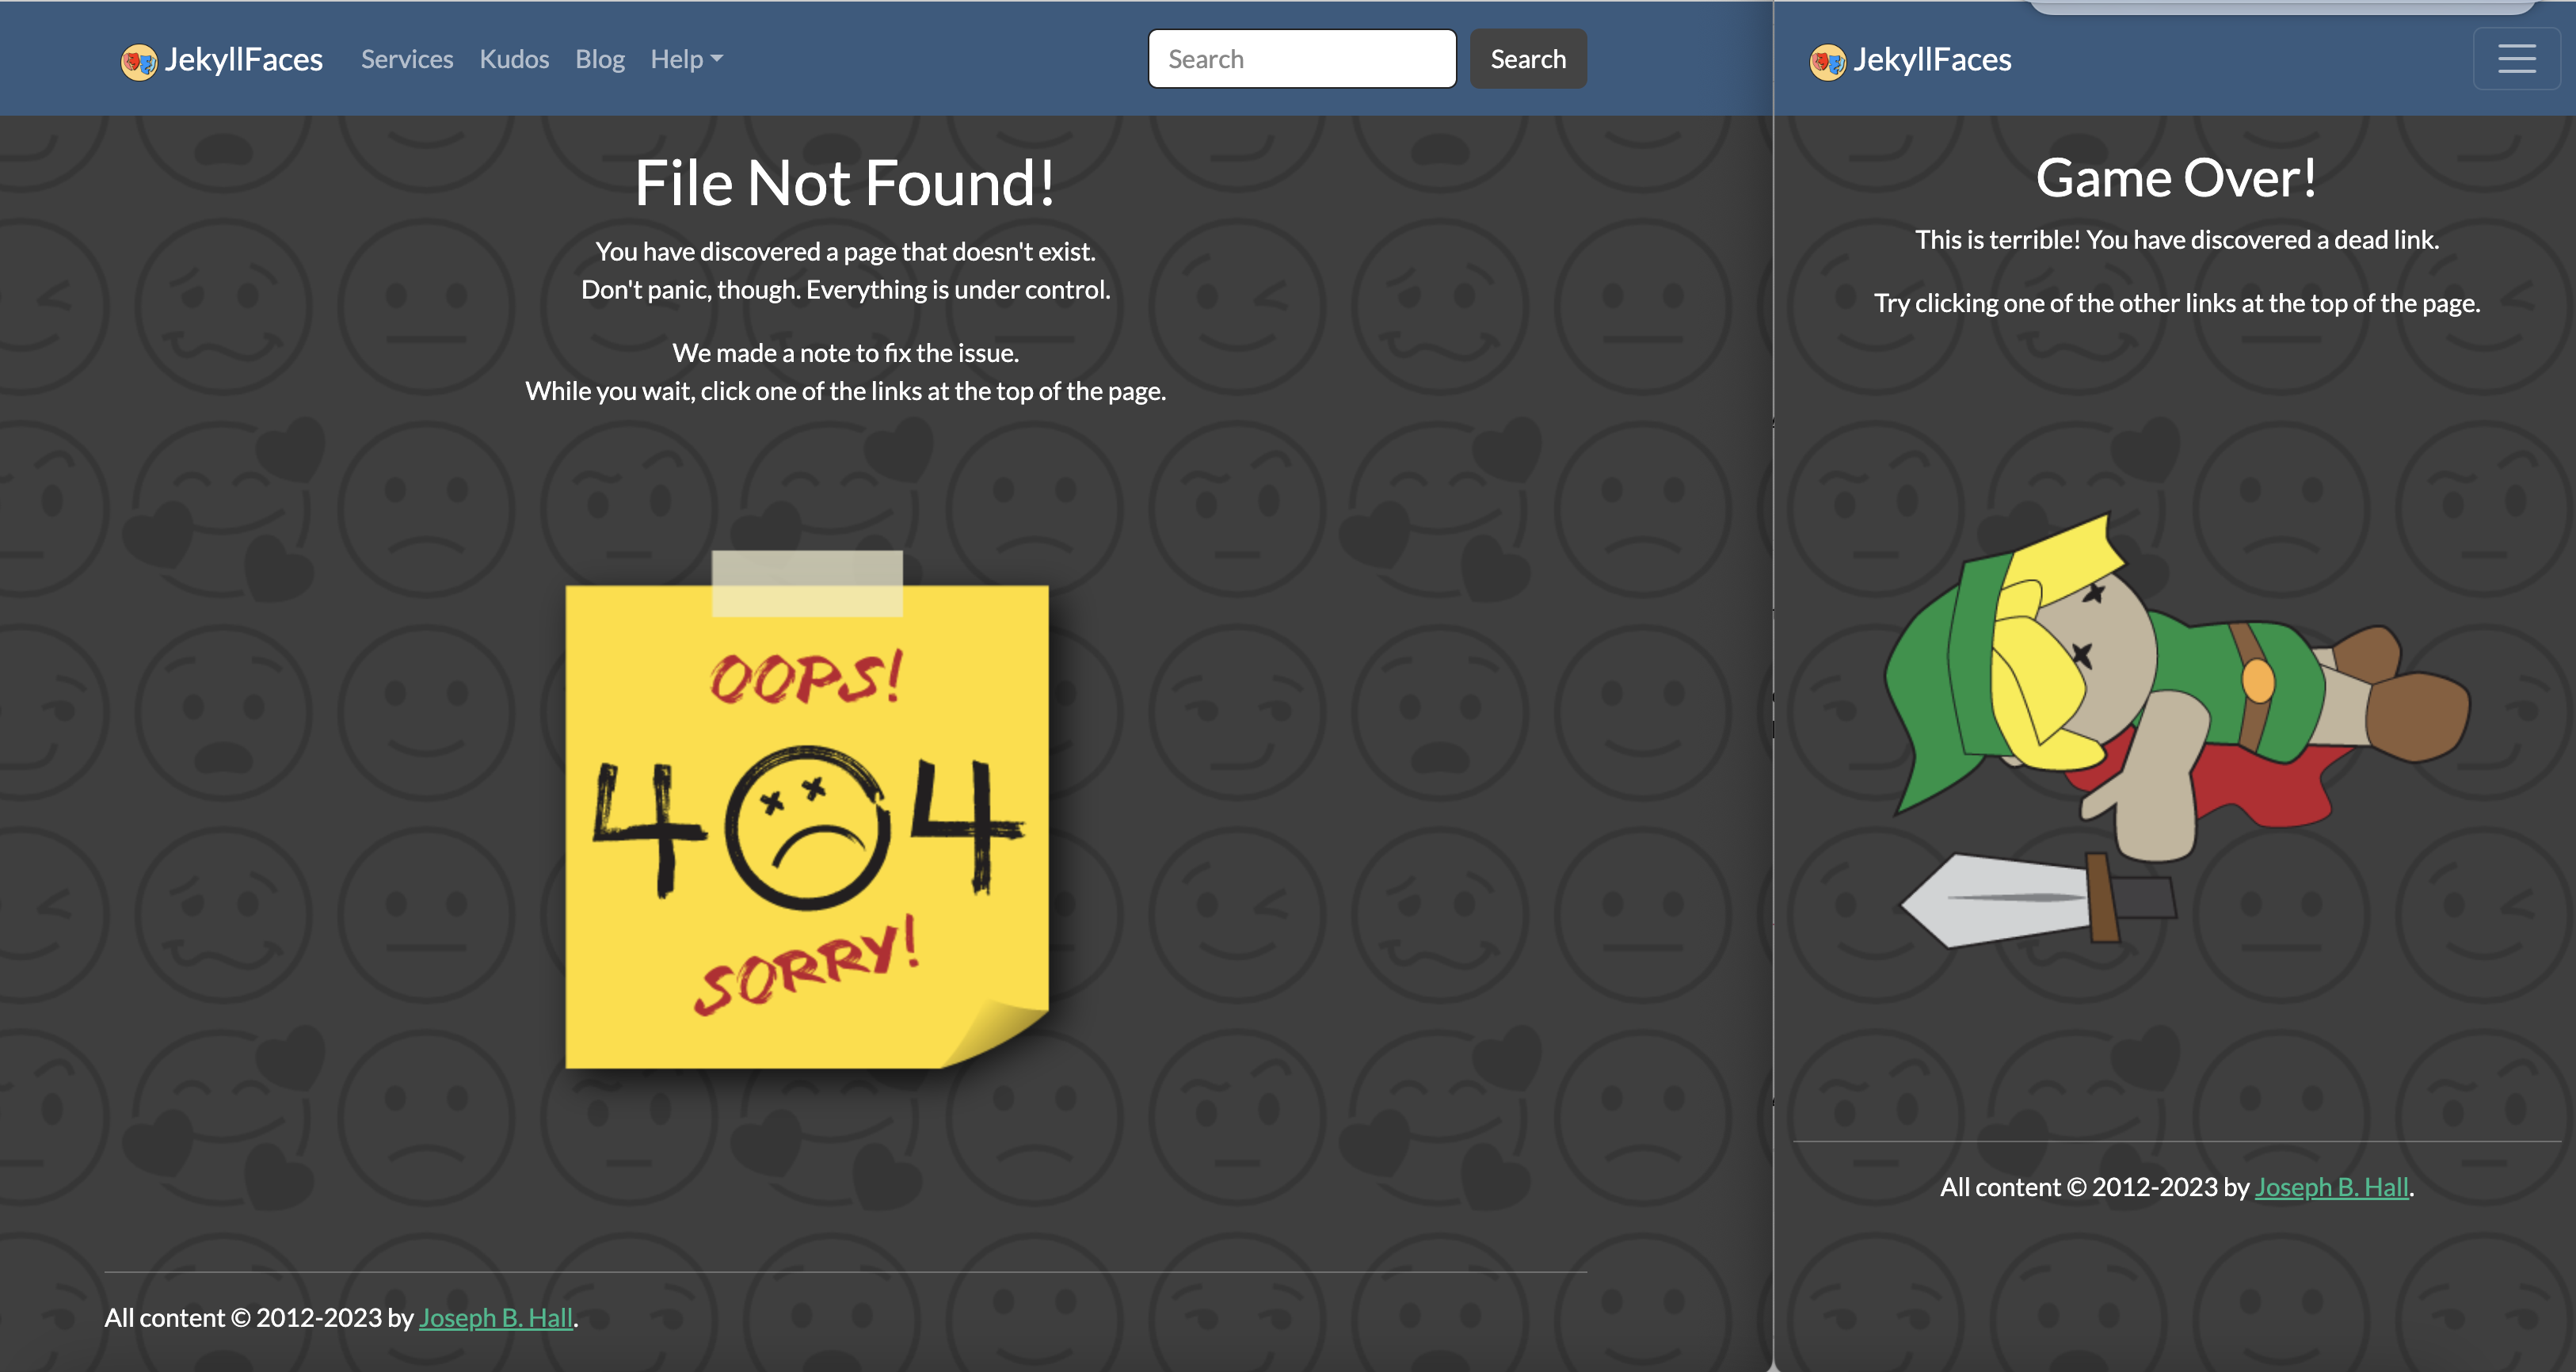 JekyllFaces Services Kudos Blog Help Search Search
File Not Found!
You have discovered a page that doesn't exist.
Don't panic, though. Everything is under control.
We made a note to fix the issue.
While you wait, click one of the links at the top of the page.
OOPS!
404
SORRY!
All content © 2012-2023 by Joseph B. Hall.
JekyllFaces
Game Over!
This is terrible! You have discovered a dead link.
Try clicking one of the other links at the top of the page.
All content © 2012-2023 by Joseph B. Hall.